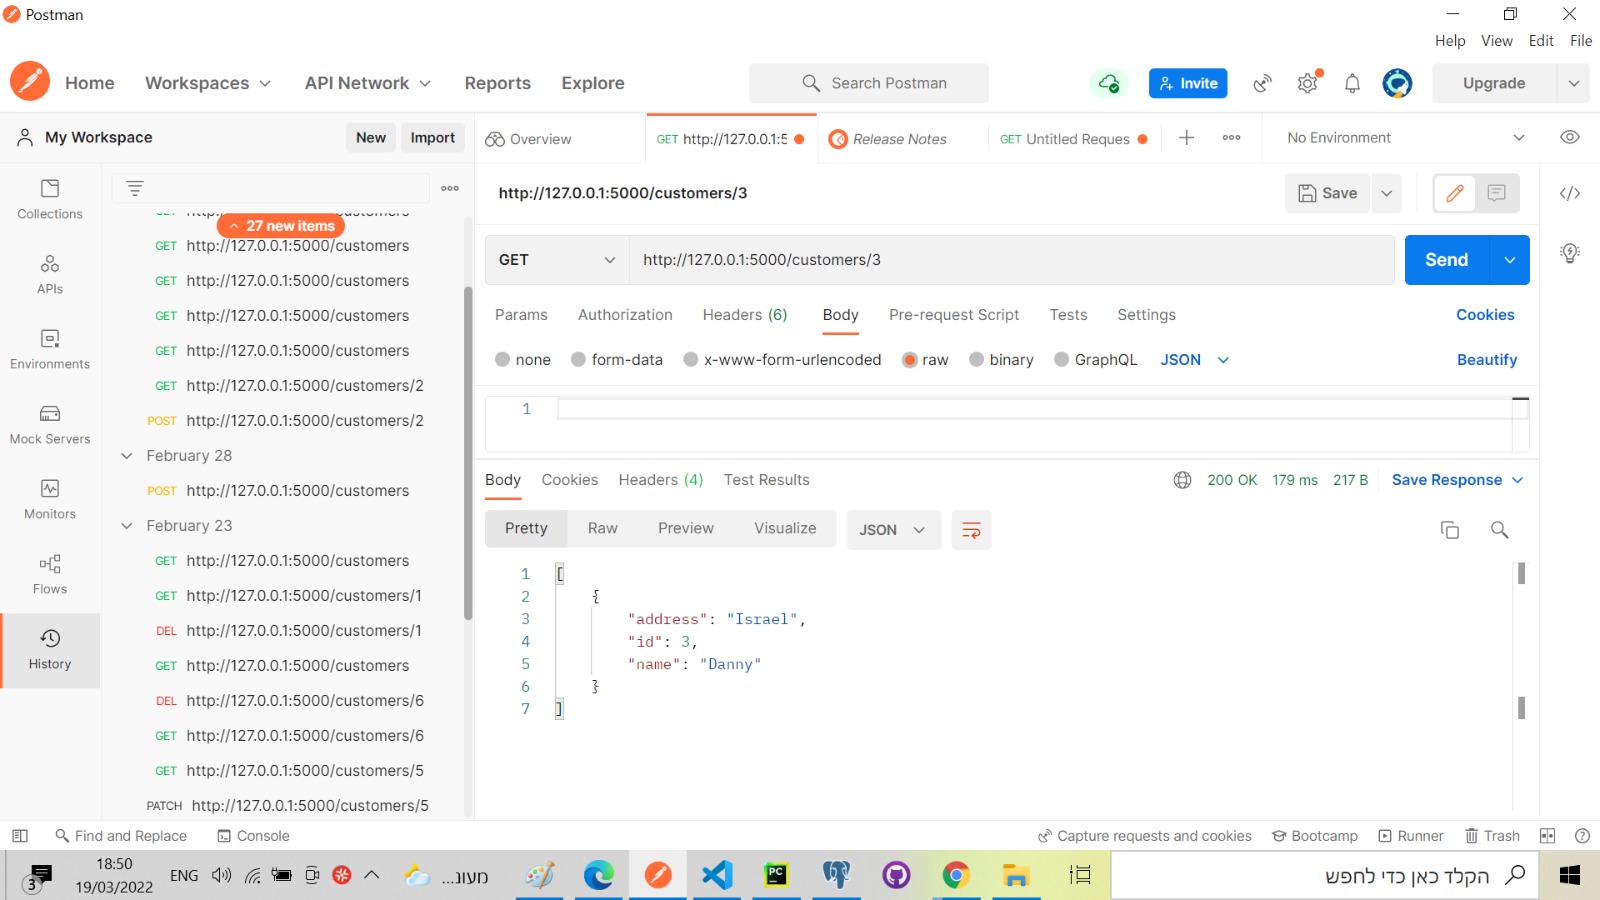 Postman
Help View Edit File
Home Workspaces API Network Reports Explore Search Postman Invite Upgrade
My Workspace New Import
Overview GET http://127.0.0.1:5 Release Notes GET Untitled Reques No Environment
Collections
APIs
Environments
Mock Servers
Monitors
Flows
History
27 new items
GET http://127.0.0.1:5000/customers
GET http://127.0.0.1:5000/customers
GET http://127.0.0.1:5000/customers
GET http://127.0.0.1:5000/customers
GET http://127.0.0.1:5000/customers/2
POST http://127.0.0.1:5000/customers/2
February 28
POST http://127.0.0.1:5000/customers
February 23
GET http://127.0.0.1:5000/customers
GET http://127.0.0.1:5000/customers/1
DEL http://127.0.0.1:5000/customers/1
GET http://127.0.0.1:5000/customers
DEL http://127.0.0.1:5000/customers/6
GET http://127.0.0.1:5000/customers/6
GET http://127.0.0.1:5000/customers/5
PATCH http://127.0.0.1:5000/customers/5
http://127.0.0.1:5000/customers/3 Save
GET http://127.0.0.1:5000/customers/3 Send
Params Authorization Headers (6) Body Pre-request Script Tests Settings Cookies
none form-data x-www-form-urlencoded raw binary GraphQL JSON Beautify
1
Body Cookies Headers (4) Test Results 200 OK 179 ms 217 B Save Response
Pretty Raw Preview Visualize JSON
1 [
2 {
3 "address": "Israel",
4 "id": 3,
5 "name": "Danny"
6 }
7 ]
Find and Replace Console Capture requests and cookies Bootcamp Runner Trash
3 18:50 ENG מעונ... PC הקלד כאן כדי לחפש
19/03/2022